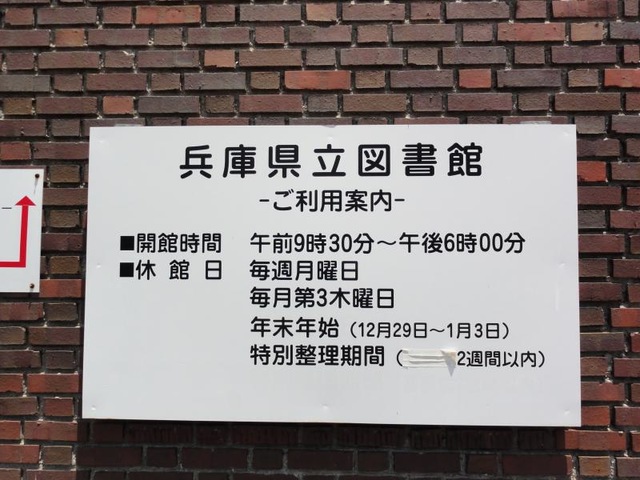 兵庫県立図書館
-ご利用案内-
■開館時間 午前9時30分～午後6時00分
■休館日 毎週月曜日
毎月第3木曜日
年末年始（12月29日～1月3日）
特別整理期間（ 2週間以内）